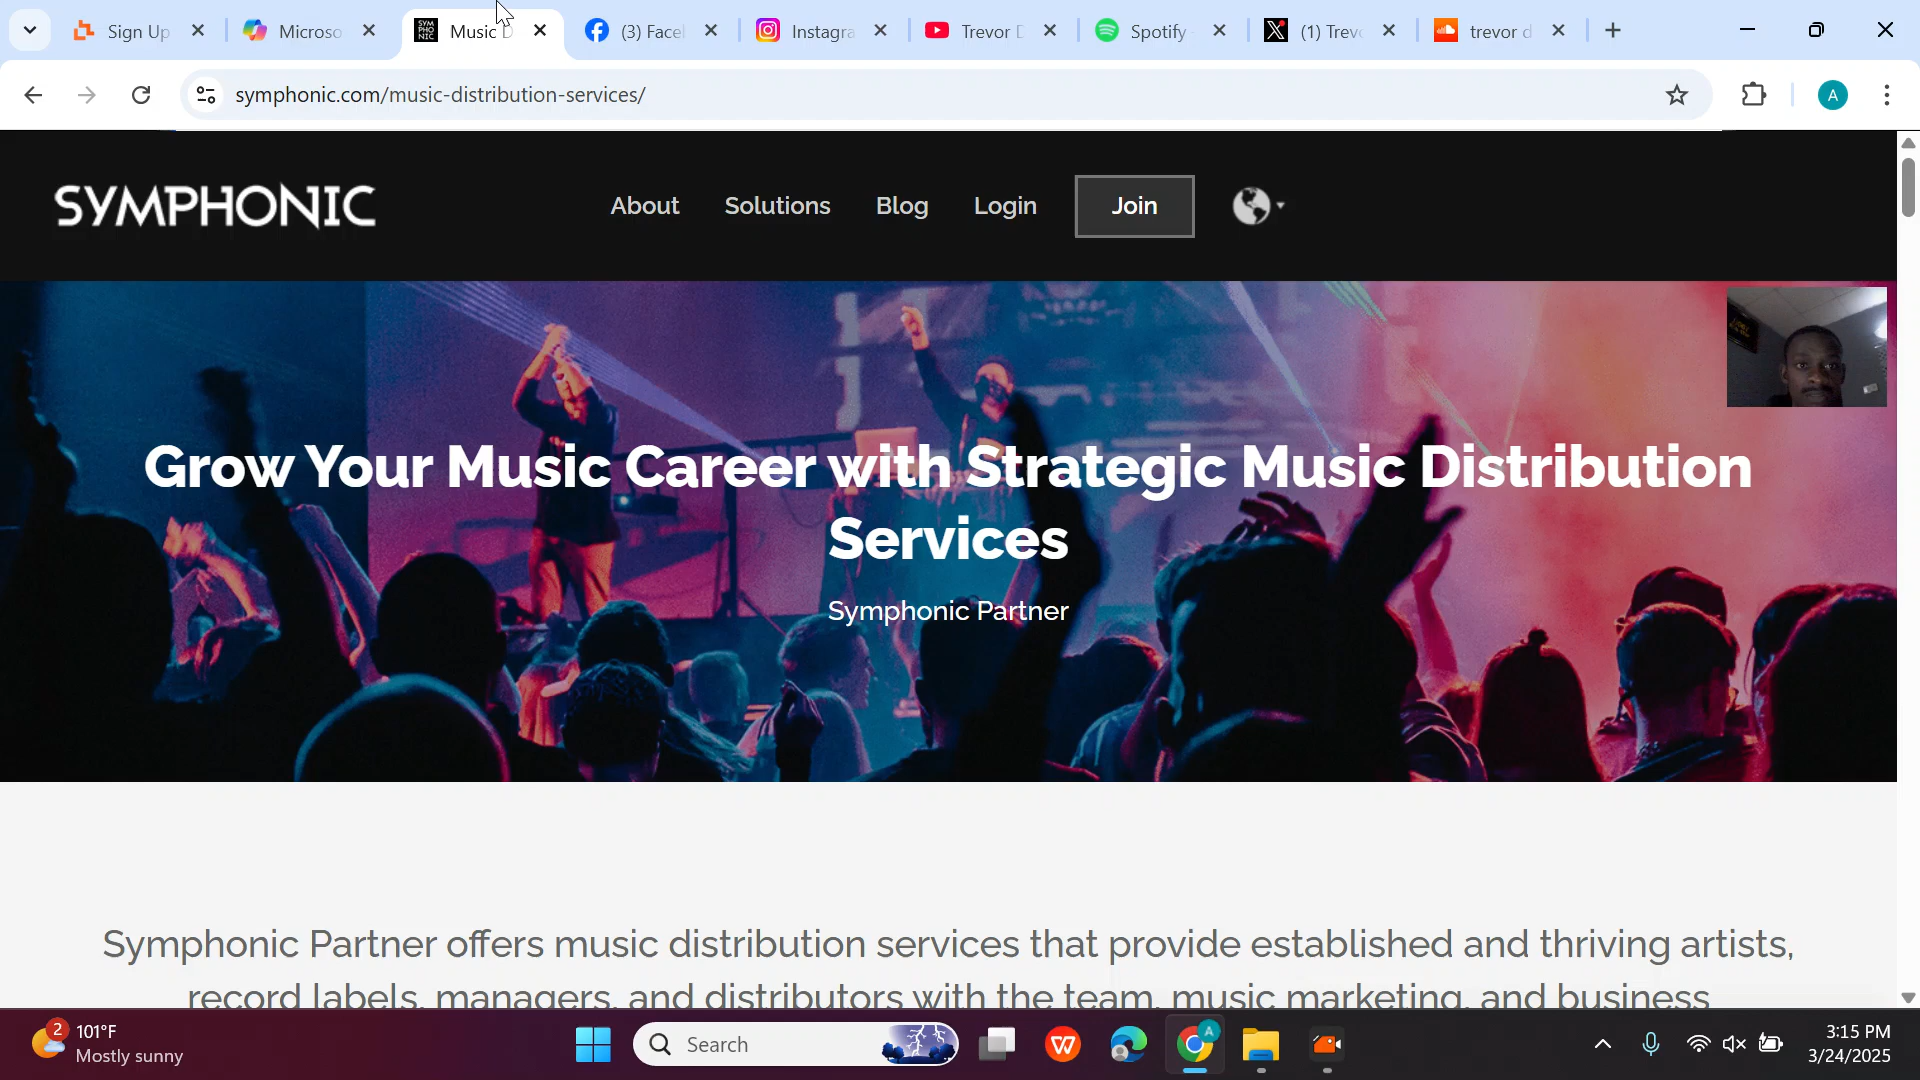 Sign Up
Microso
Music D
(3) Face
Instagra
Trevor D
Spotify
(1) Trev
trevor d
symphonic.com/music-distribution-services/
A
SYMPHONIC
About
Solutions
Blog
Login
Join
Grow Your Music Career with Strategic Music Distribution
Services
Symphonic Partner
Symphonic Partner offers music distribution services that provide established and thriving artists,
record labels, managers, and distributors with the team, music marketing, and business
2
101°F
Mostly sunny
Search
A
3:15 PM
3/24/2025